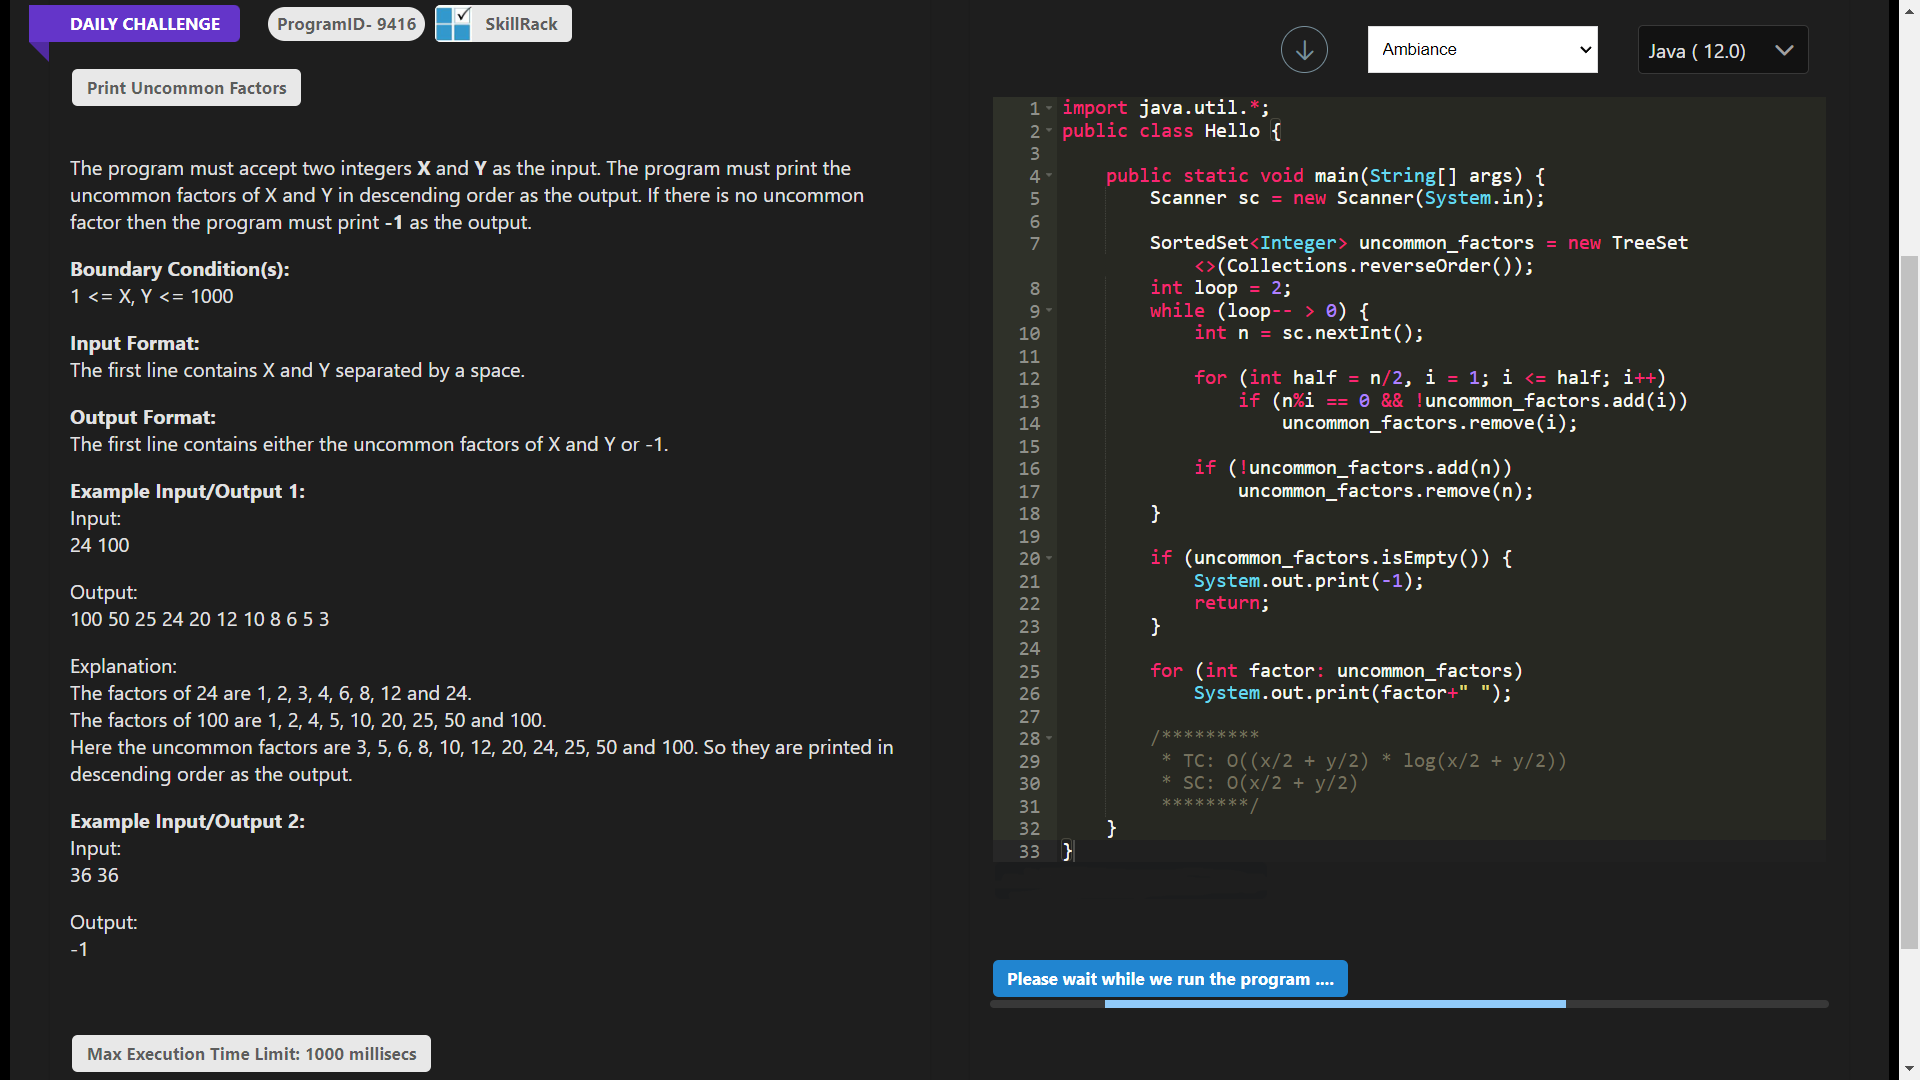 DAILY CHALLENGE
ProgramID- 9416
SkillRack
Print Uncommon Factors
The program must accept two integers X and Y as the input. The program must print the
uncommon factors of X and Y in descending order as the output. If there is no uncommon
factor then the program must print -1 as the output.
Boundary Condition(s):
1 <= X, Y <= 1000
Input Format:
The first line contains X and Y separated by a space.
Output Format:
The first line contains either the uncommon factors of X and Y or -1.
Example Input/Output 1:
Input:
24 100
Output:
100 50 25 24 20 12 10 8 6 5 3
Explanation:
The factors of 24 are 1, 2, 3, 4, 6, 8, 12 and 24.
The factors of 100 are 1, 2, 4, 5, 10, 20, 25, 50 and 100.
Here the uncommon factors are 3, 5, 6, 8, 10, 12, 20, 24, 25, 50 and 100. So they are printed in
descending order as the output.
Example Input/Output 2:
Input:
36 36
Output:
-1
Max Execution Time Limit: 1000 millisecs
Ambiance
Java ( 12.0)
1 import java.util.*;
2 public class Hello {
3
4 public static void main(String[] args) {
5 Scanner sc = new Scanner(System.in);
6
7 SortedSet<Integer> uncommon_factors = new TreeSet
<>(Collections.reverseOrder());
8 int loop = 2;
9 while (loop-- > 0) {
10 int n = sc.nextInt();
11
12 for (int half = n/2, i = 1; i <= half; i++)
13 if (n%i == 0 && !uncommon_factors.add(i))
14 uncommon_factors.remove(i);
15
16 if (!uncommon_factors.add(n))
17 uncommon_factors.remove(n);
18 }
19
20 if (uncommon_factors.isEmpty()) {
21 System.out.print(-1);
22 return;
23 }
24
25 for (int factor: uncommon_factors)
26 System.out.print(factor+" ");
27
28 /*********
29 * TC: O((x/2 + y/2) * log(x/2 + y/2))
30 * SC: O(x/2 + y/2)
31 ********/
32 }
33 }
Please wait while we run the program ....